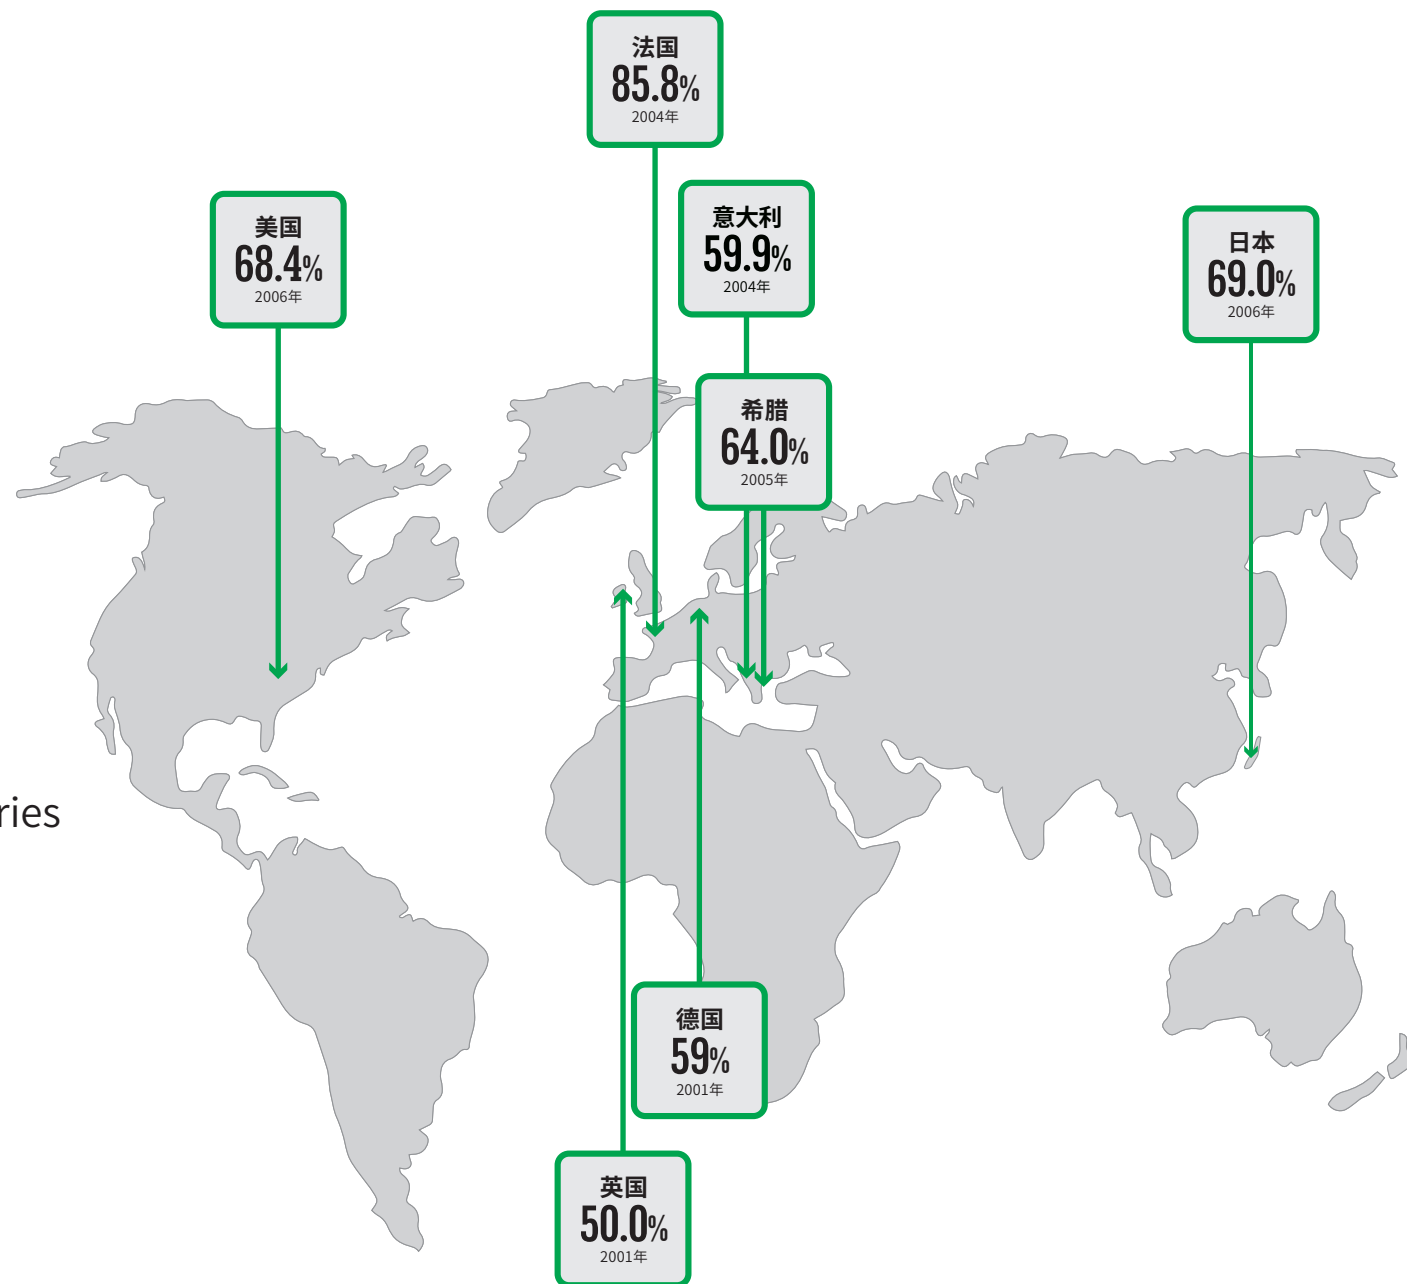 法国
85.8%
2004年
美国
68.4%
2006年
意大利
59.9%
2004年
日本
69.0%
2006年
希腊
64.0%
2005年
ries
德国
59%
2001年
英国
50.0%
2001年